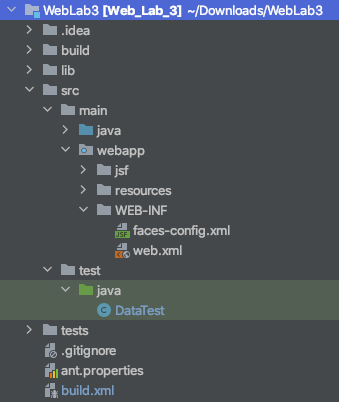 WebLab3 [Web_Lab_3] ~/Downloads/WebLab3
.idea
build
lib
src
main
java
webapp
jsf
resources
WEB-INF
faces-config.xml
web.xml
test
java
DataTest
tests
.gitignore
ant.properties
build.xml